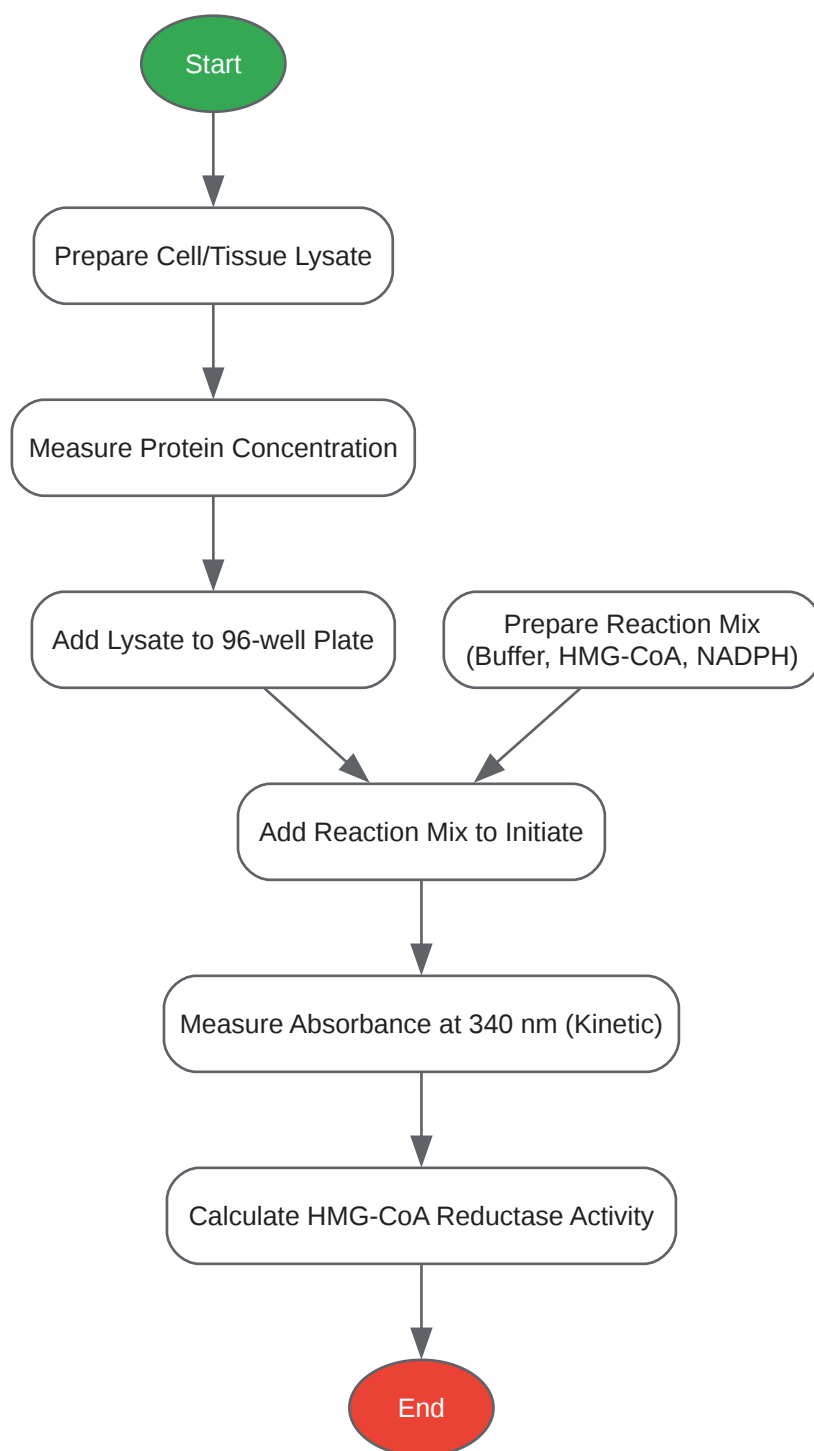 Start
Prepare Cell/Tissue Lysate
Measure Protein Concentration
Add Lysate to 96-well Plate
Prepare Reaction Mix
(Buffer, HMG-CoA, NADPH)
Add Reaction Mix to Initiate
Measure Absorbance at 340 nm (Kinetic)
Calculate HMG-CoA Reductase Activity
End